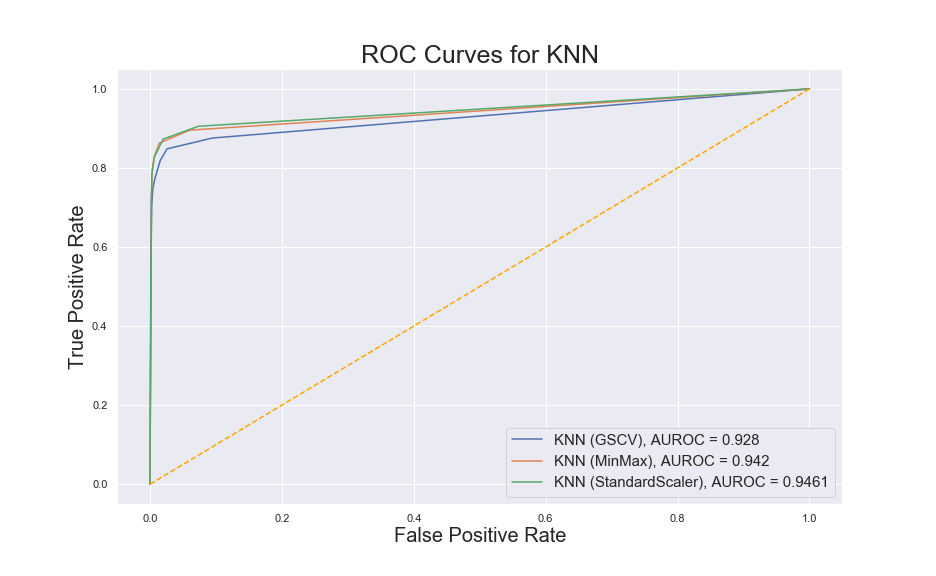 ROC Curves for KNN
True Positive Rate
1.0
0.8
0.6
0.4
0.2
0.0
KNN (GSCV), AUROC = 0.928
KNN (MinMax), AUROC = 0.942
KNN (StandardScaler), AUROC = 0.9461
0.0 0.2 0.4 0.6 0.8 1.0
False Positive Rate